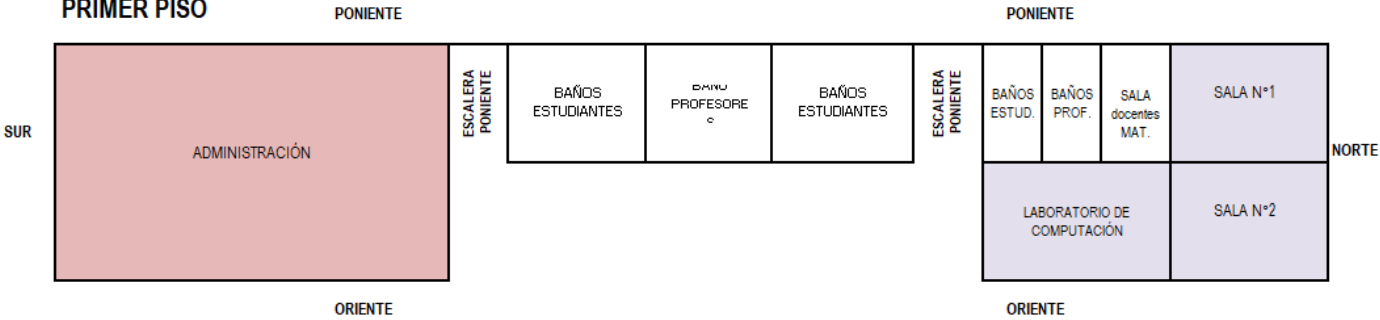 PRIMER PISO
PONIENTE
PONIENTE
SUR
ADMINISTRACIÓN
ESCALERA
PONIENTE
BAÑOS
ESTUDIANTES
PROFESORE
BAÑOS
ESTUDIANTES
ESCALERA
PONIENTE
BAÑOS
ESTUD.
BAÑOS
PROF.
SALA
docentes
MAT.
SALA N°1
NORTE
LABORATORIO DE
COMPUTACIÓN
SALA N°2
ORIENTE
ORIENTE